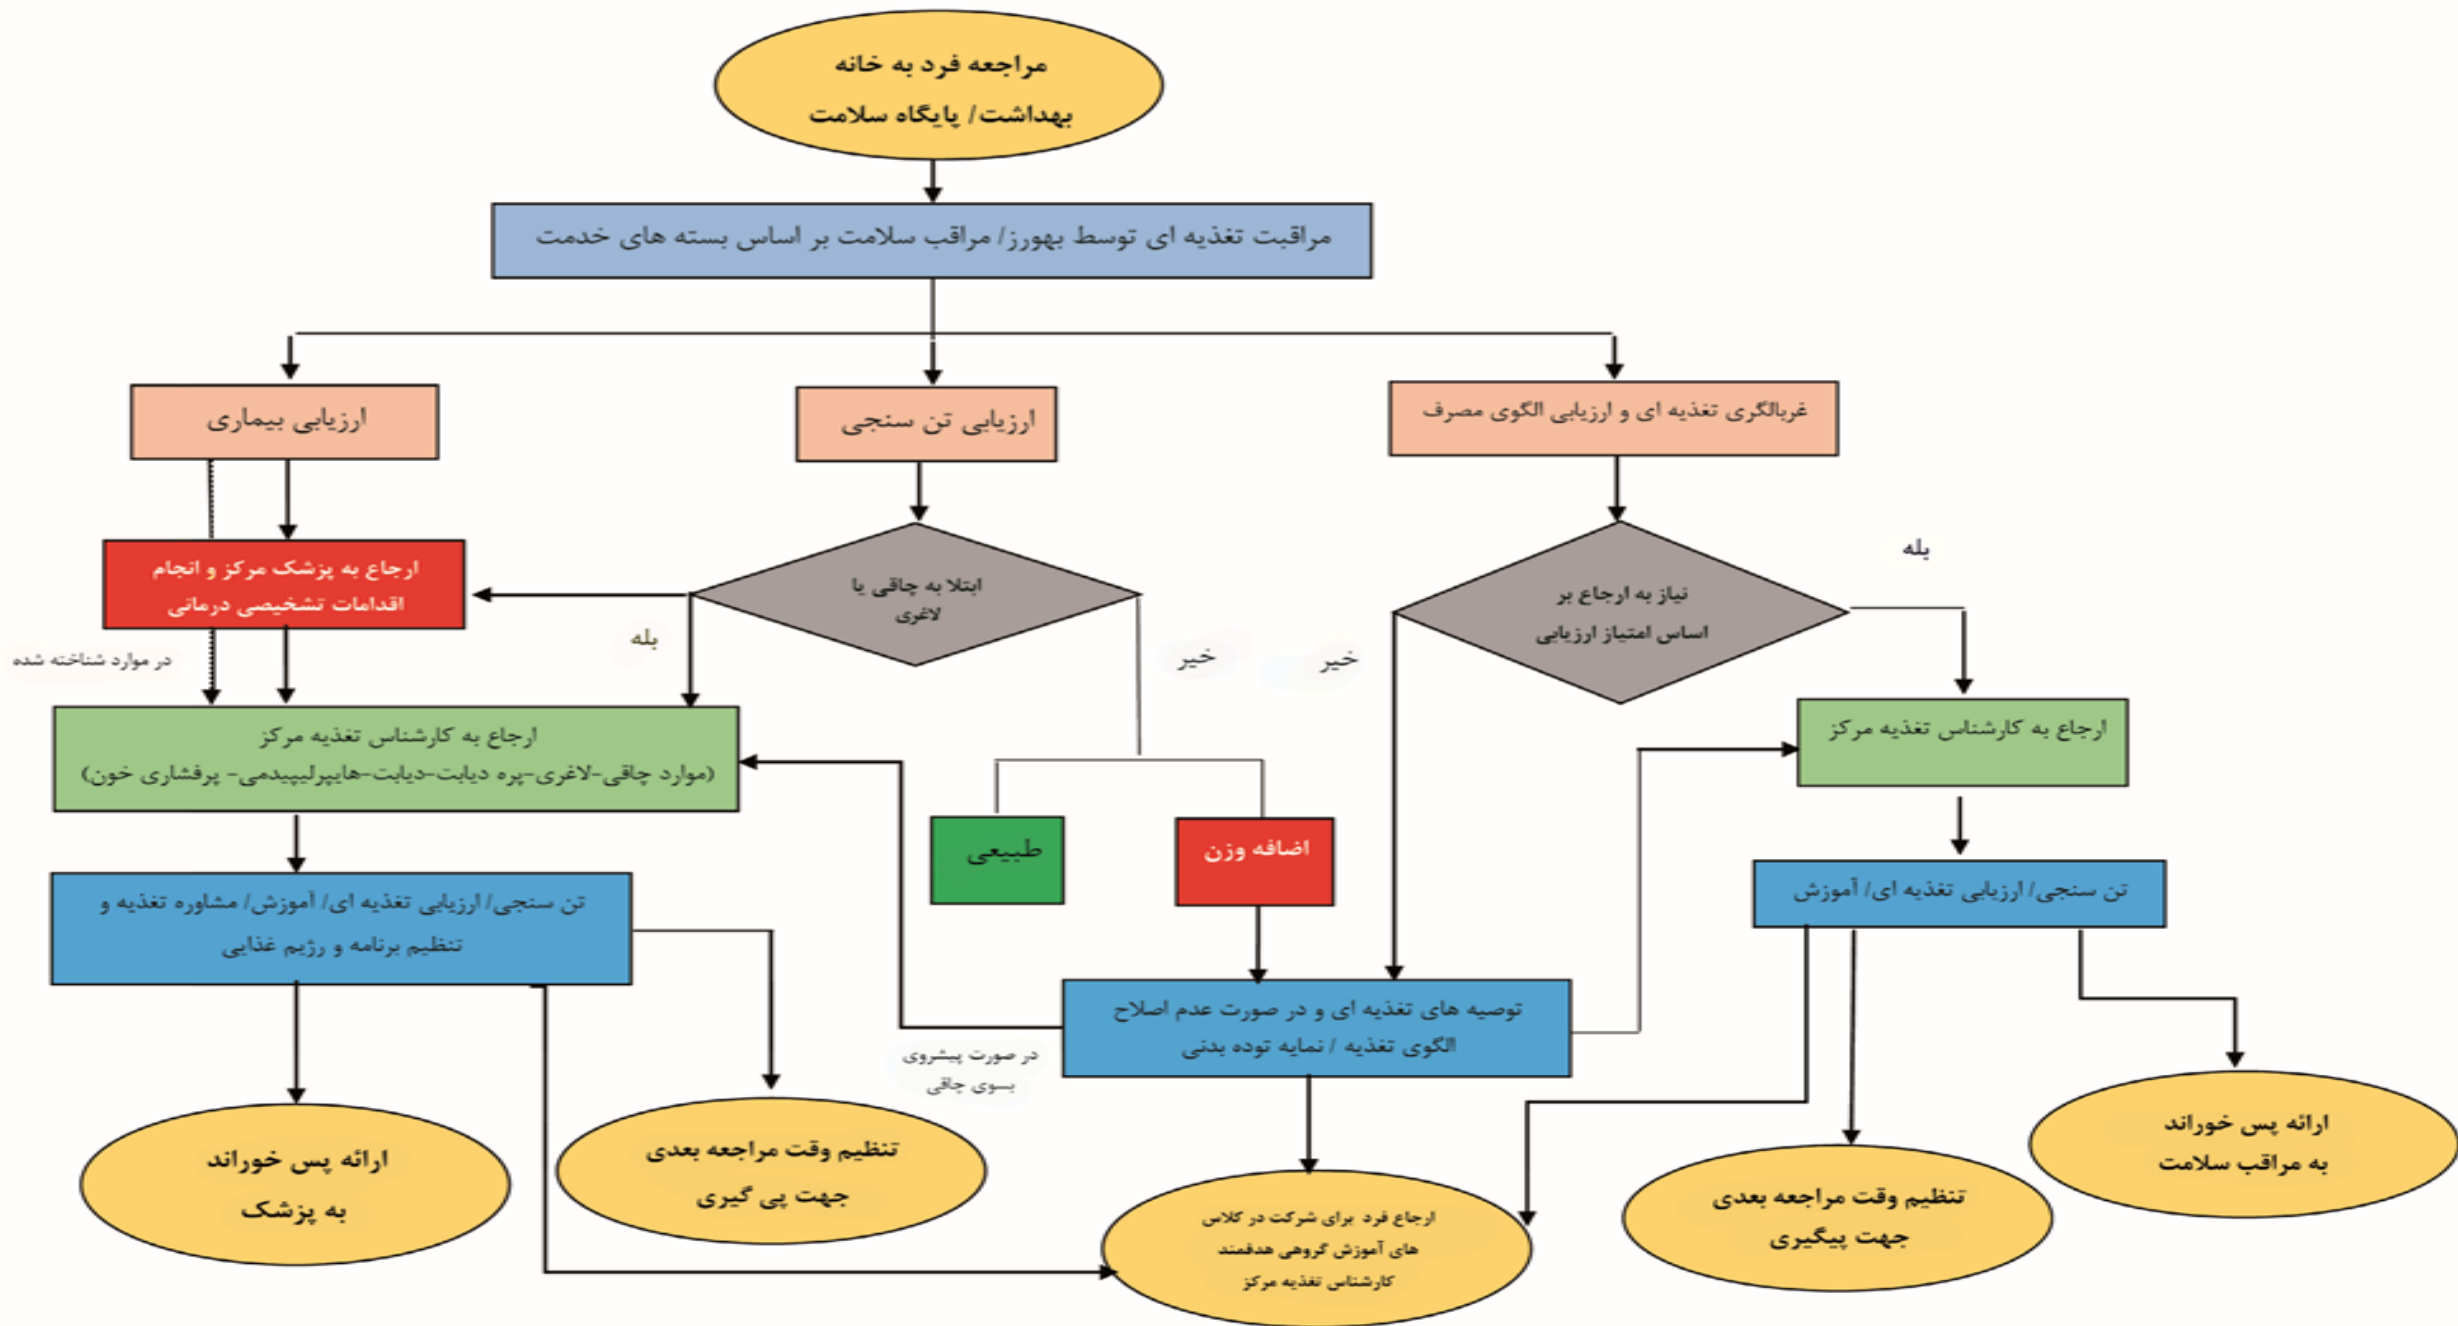 مراجعه فرد به خانه
بهداشت/ پایگاه سلامت
مراقبت تغذیه ای توسط بهورز/ مراقب سلامت بر اساس بسته های خدمت
غربالگری تغذیه ای و ارزیابی الگوی مصرف
ارزیابی تن سنجی
ارزیابی بیماری
نیاز به ارجاع بر
اساس امتیاز ارزیابی
بله
خیر
ابتلا به چاقی یا
لاغری
خیر
بله
ارجاع به پزشک مرکز و انجام
اقدامات تشخیصی درمانی
در موارد شناخته شده
ارجاع به کارشناس تغذیه مرکز
ارجاع به کارشناس تغذیه مرکز
(موارد چاقی-لاغری-پره دیابت-دیابت-هایپرلیپیدمی- پرفشاری خون)
اضافه وزن
طبیعی
تن سنجی/ ارزیابی تغذیه ای/ آموزش
تن سنجی/ ارزیابی تغذیه ای/ آموزش/ مشاوره تغذیه و
تنظیم برنامه و رژیم غذایی
توصیه های تغذیه ای و در صورت عدم اصلاح
الگوی تغذیه / نمایه توده بدنی
در صورت پیشروی
بسوی چاقی
ارائه پس خوراند
به مراقب سلامت
تنظیم وقت مراجعه بعدی
جهت پیگیری
ارجاع فرد برای شرکت در کلاس
های آموزش گروهی هدفمند
کارشناس تغذیه مرکز
تنظیم وقت مراجعه بعدی
جهت پی گیری
ارائه پس خوراند
به پزشک